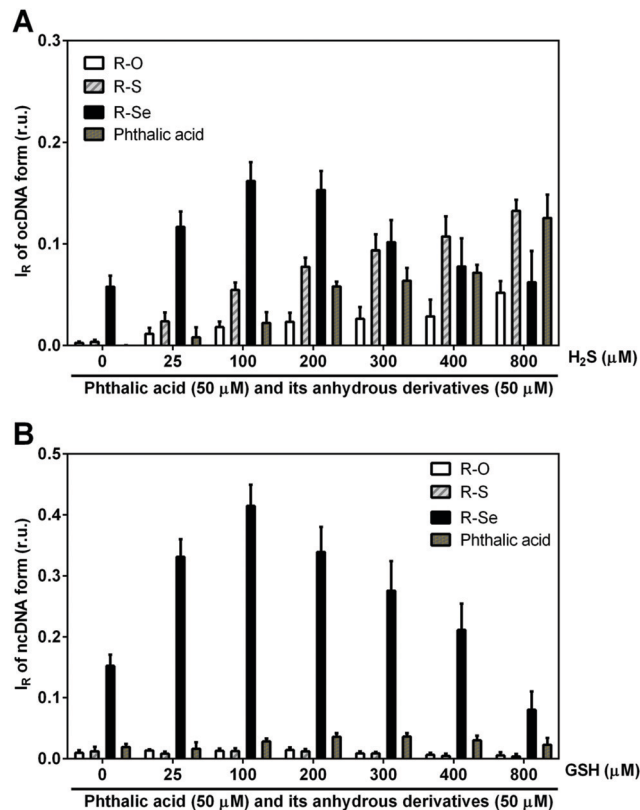 A
I_R of ocDNA form (r.u.)
0.3
0.2
0.1
0.0
R-O
R-S
R-Se
Phthalic acid
0 25 100 200 300 400 800 H₂S (μM)
Phthalic acid (50 μM) and its anhydrous derivatives (50 μM)
B
I_R of ncDNA form (r.u.)
0.5
0.4
0.3
0.2
0.1
0.0
R-O
R-S
R-Se
Phthalic acid
0 25 100 200 300 400 800 GSH (μM)
Phthalic acid (50 μM) and its anhydrous derivatives (50 μM)